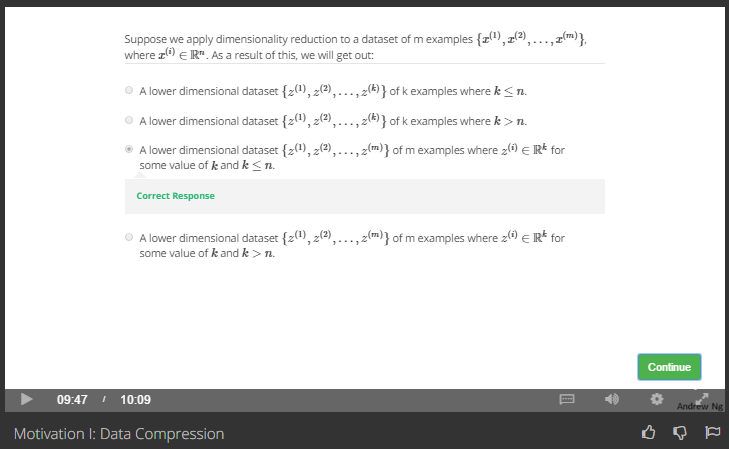 Suppose we apply dimensionality reduction to a dataset of m examples {x^(1), x^(2), . . . , x^(m)},
where x^(i) ∈ ℝ^n. As a result of this, we will get out:
A lower dimensional dataset {z^(1), z^(2), . . . , z^(k)} of k examples where k ≤ n.
A lower dimensional dataset {z^(1), z^(2), . . . , z^(k)} of k examples where k > n.
A lower dimensional dataset {z^(1), z^(2), . . . , z^(m)} of m examples where z^(i) ∈ ℝ^k for
some value of k and k ≤ n.
Correct Response
A lower dimensional dataset {z^(1), z^(2), . . . , z^(m)} of m examples where z^(i) ∈ ℝ^k for
some value of k and k > n.
Continue
09:47 / 10:09
Andrew Ng
Motivation I: Data Compression